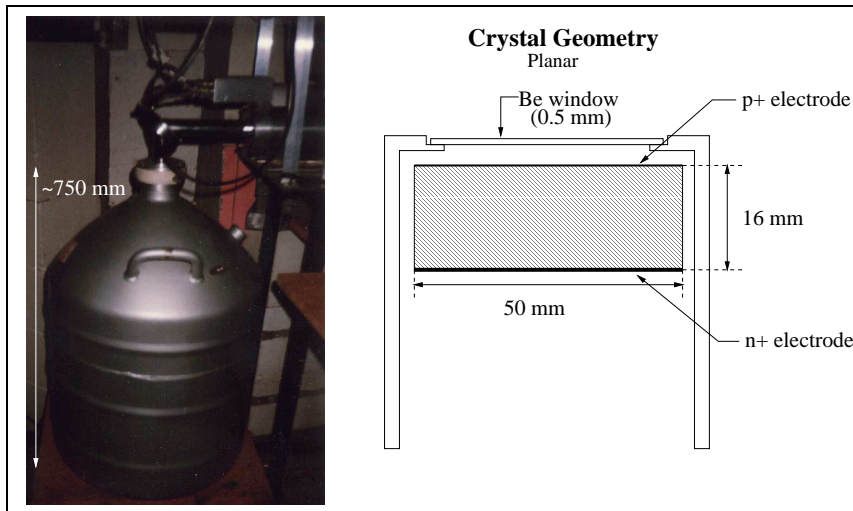 ~750 mm
Crystal Geometry
Planar
Be window
(0.5 mm)
p+ electrode
16 mm
50 mm
n+ electrode